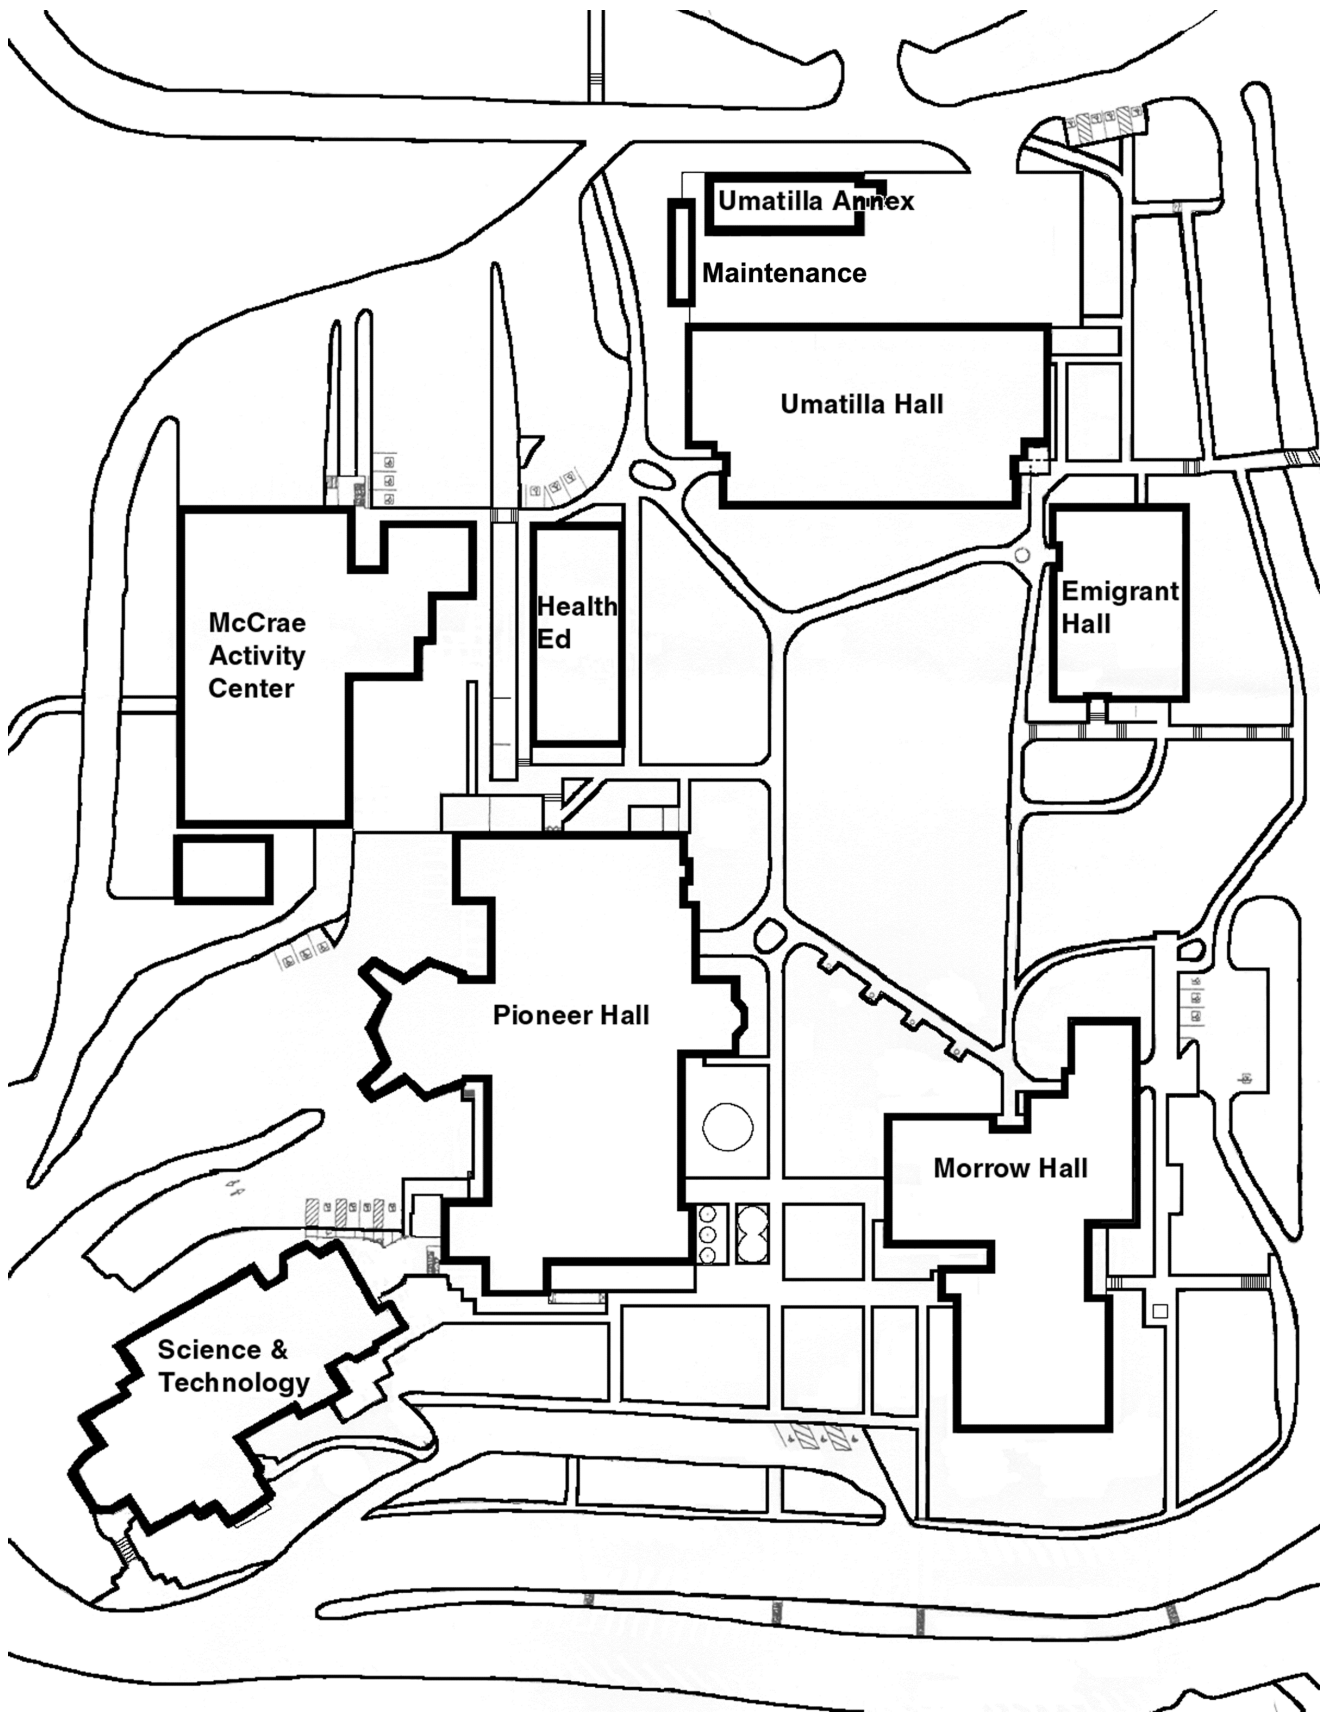 Umatilla Annex
Maintenance
Umatilla Hall
Emigrant
Hall
Health
Ed
McCrae
Activity
Center
Pioneer Hall
Morrow Hall
Science &
Technology